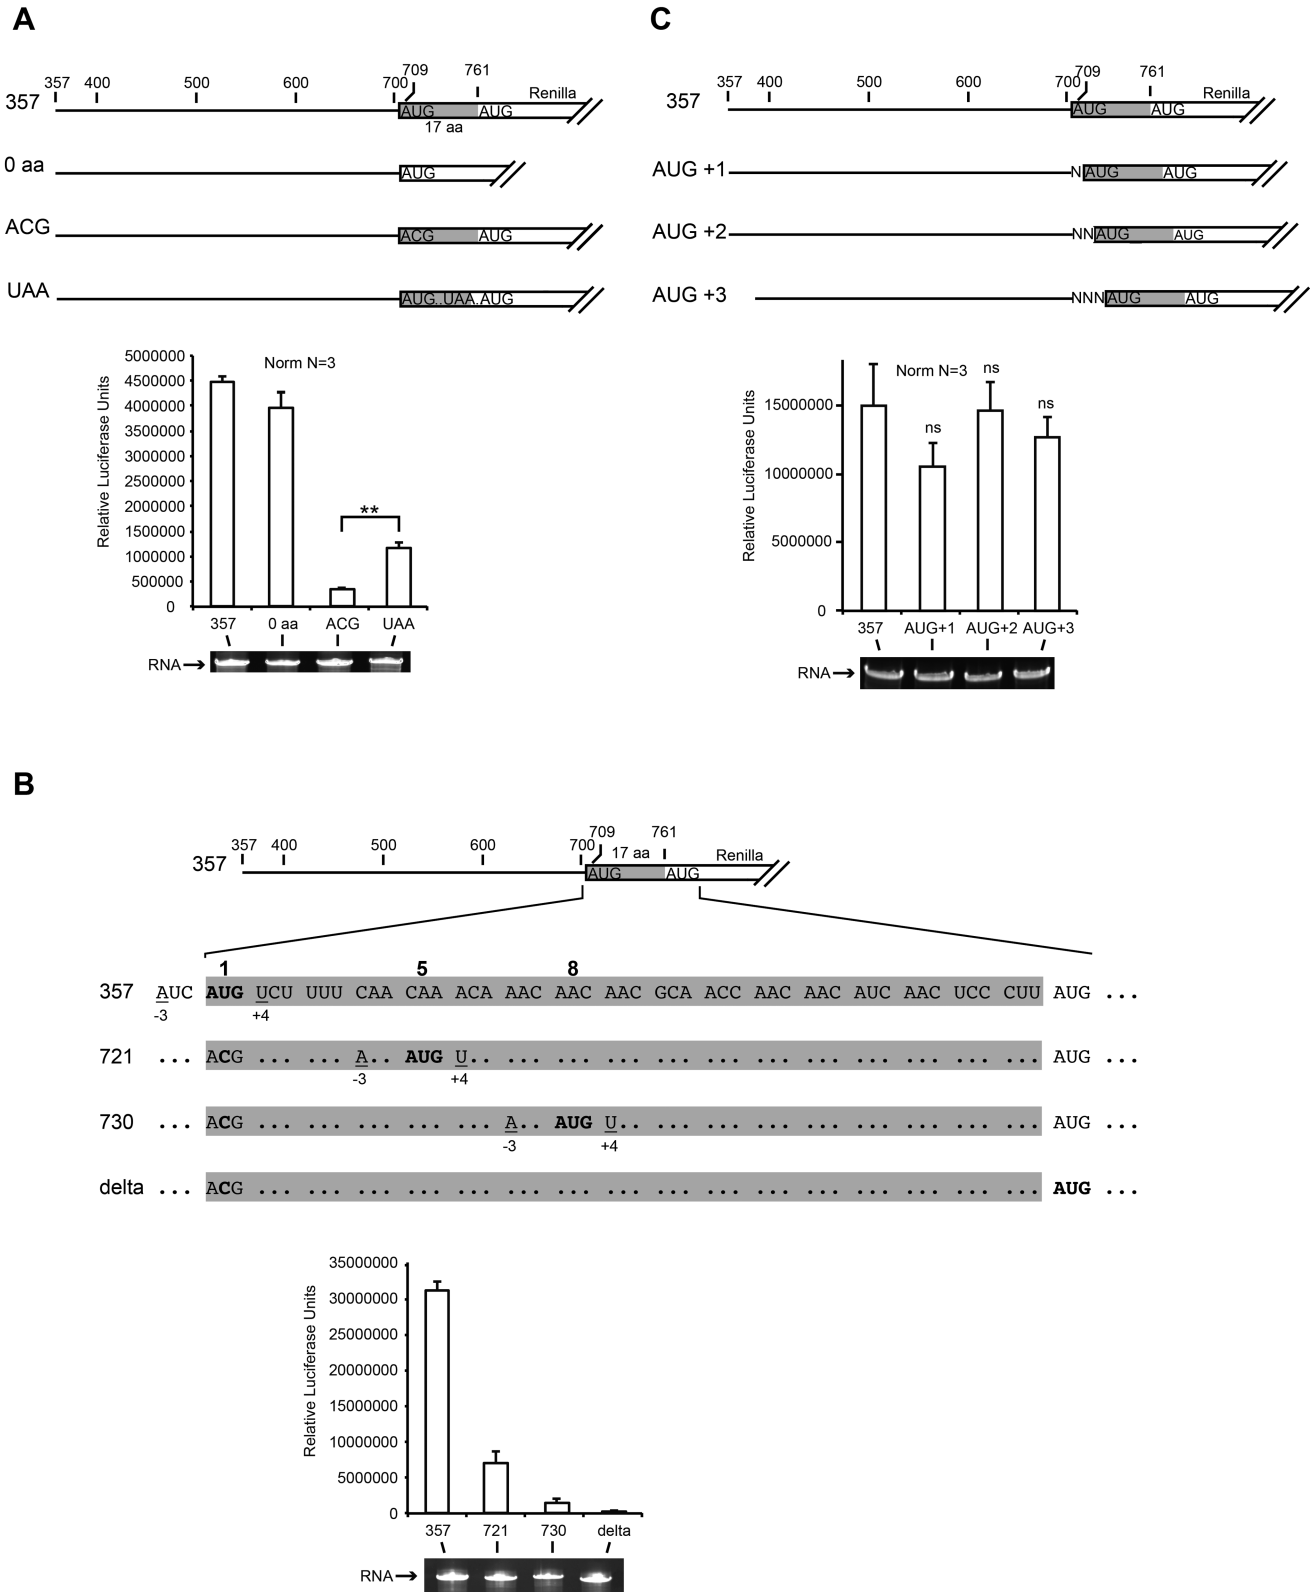 A
357 400 500 600 700 709 761
Renilla
357 AUG AUG
17 aa
0 aa AUG
ACG ACG AUG
UAA AUG..UAA.AUG
5000000
4500000
4000000
3500000
3000000
2500000
2000000
1500000
1000000
500000
0
Relative Luciferase Units
Norm N=3
**
357 0 aa ACG UAA
RNA→
C
357 400 500 600 700 709 761
Renilla
357 AUG AUG
AUG +1 NAUG AUG
AUG +2 NNAUG AUG
AUG +3 NNNAUG AUG
15000000
10000000
5000000
0
Relative Luciferase Units
Norm N=3
ns ns ns
357 AUG+1 AUG+2 AUG+3
RNA→
B
357 400 500 600 700 709 761
17 aa Renilla
357 AUG AUG
1 5 8
357 AUC AUG UCU UUU CAA CAA ACA AAC AAC AAC GCA ACC AAC AAC AUC AAC UCC CUU AUG ...
-3 +4
721 ... ACG ... ... A.. AUG U.. ... ... ... ... ... ... ... ... ... ... ... AUG ...
-3 +4
730 ... ACG ... ... ... ... ... A.. AUG U.. ... ... ... ... ... ... ... ... AUG ...
-3 +4
delta ... ACG ... ... ... ... ... ... ... ... ... ... ... ... ... ... ... ... AUG ...
35000000
30000000
25000000
20000000
15000000
10000000
5000000
0
Relative Luciferase Units
357 721 730 delta
RNA→